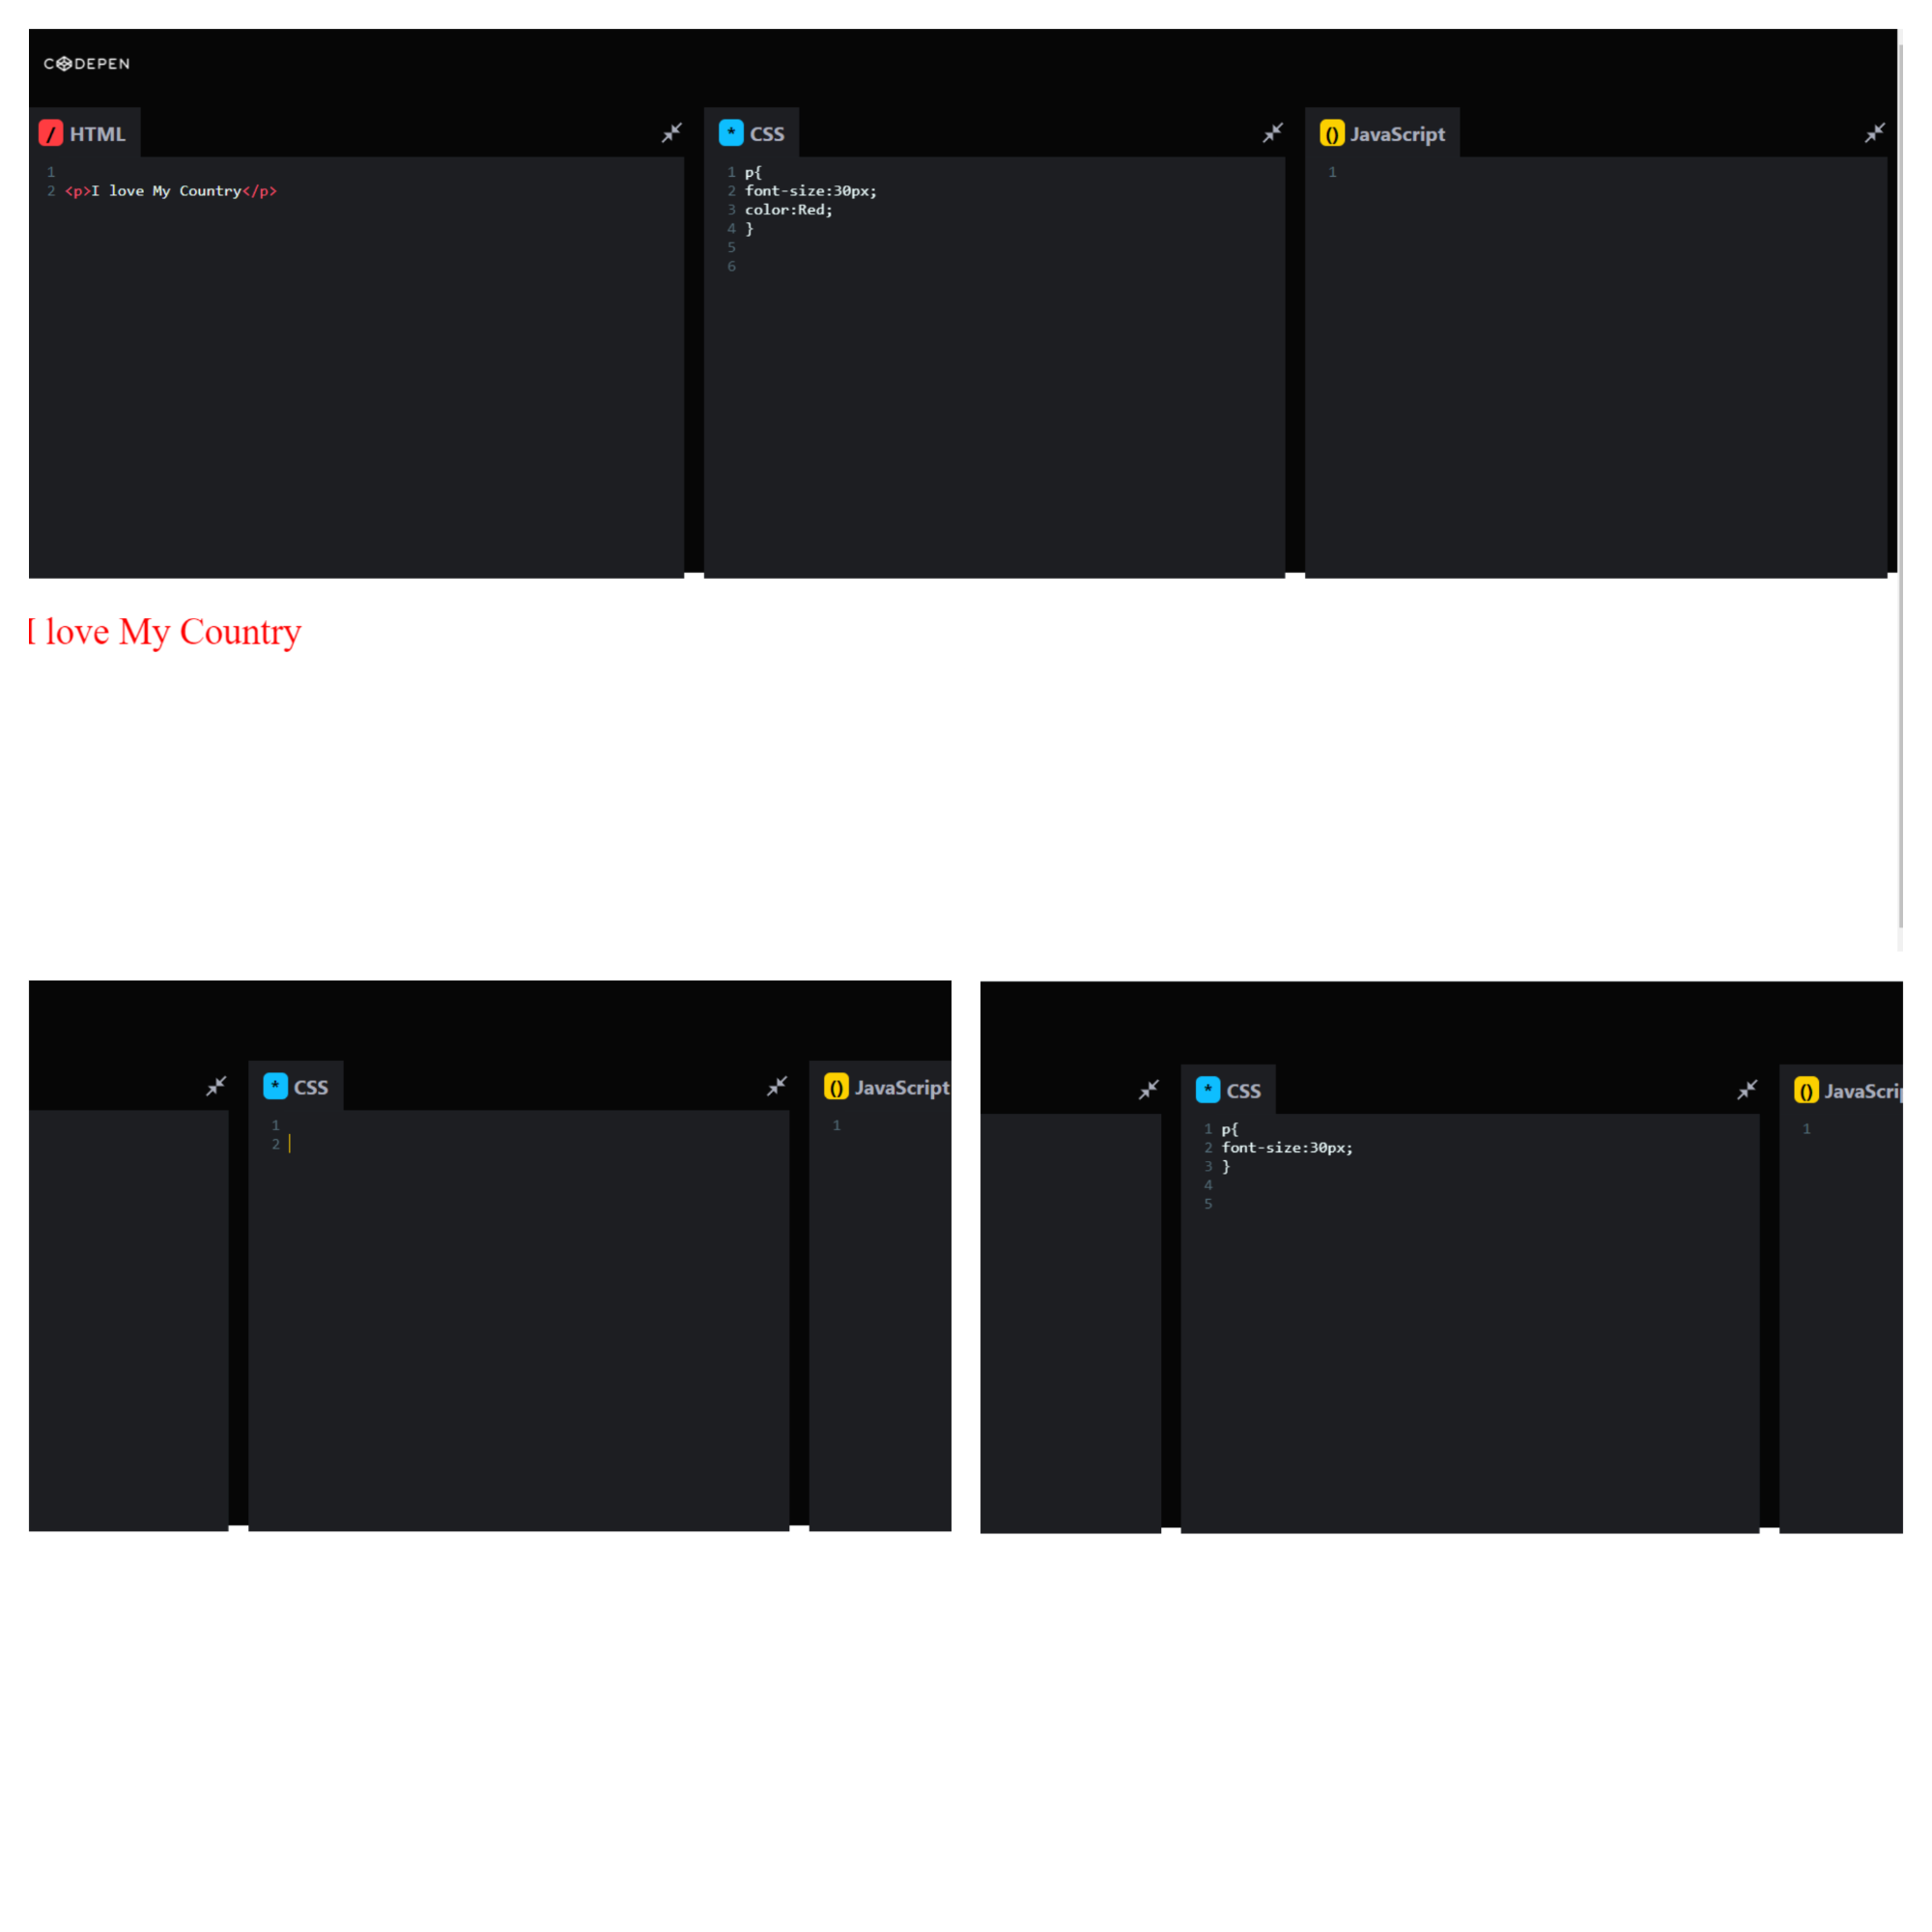 CODEPEN
/ HTML
* CSS
() JavaScript
1
2 <p>I love My Country</p>
1 p{
2 font-size:30px;
3 color:Red;
4 }
5
6
1
I love My Country
* CSS
() JavaScript
1
2
1
* CSS
() JavaScri
1 p{
2 font-size:30px;
3 }
4
5
1